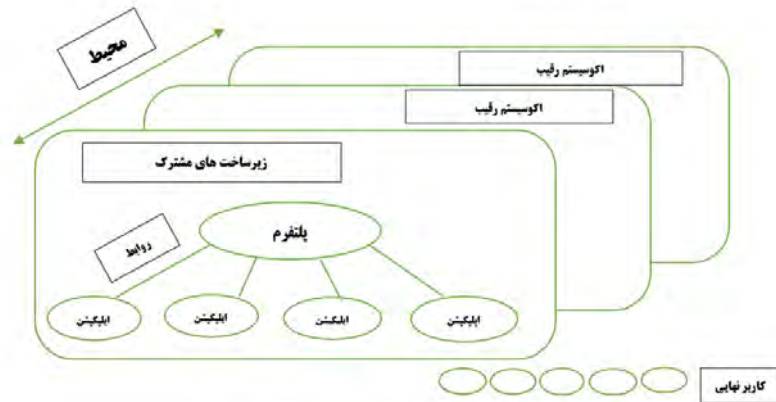 محیط
اکوسیستم رقیب
اکوسیستم رقیب
زیرساخت های مشترک
پلتفرم
روابط
اپلیکیشن
اپلیکیشن
اپلیکیشن
اپلیکیشن
کاربر نهایی